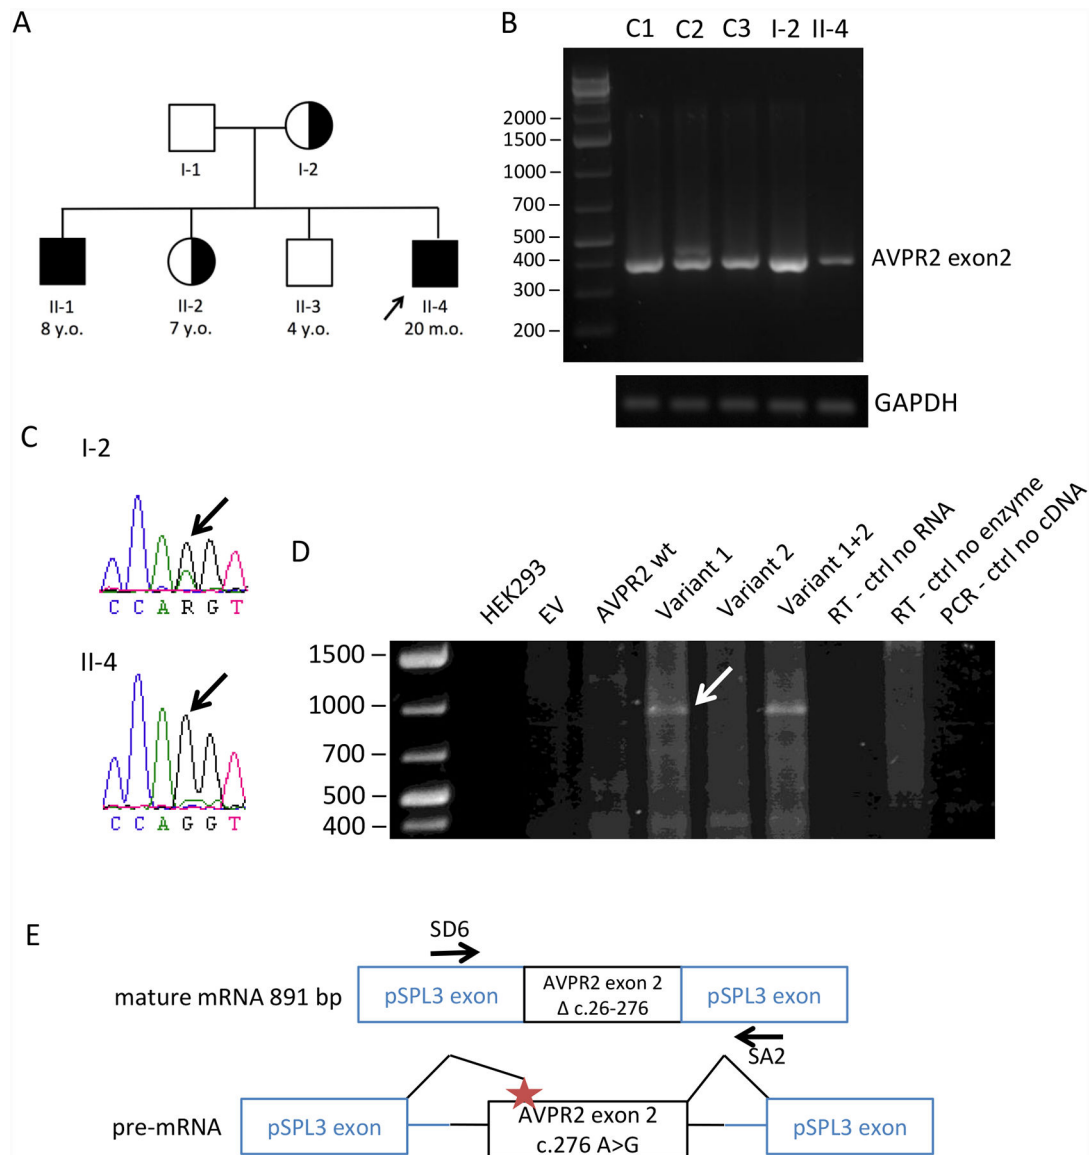 A
I-1
I-2
II-1
8 y.o.
II-2
7 y.o.
II-3
4 y.o.
II-4
20 m.o.
B
C1 C2 C3 I-2 II-4
2000
1500
1000
700
500
400
300
200
AVPR2 exon2
GAPDH
C
I-2
C C A R G T
II-4
C C A G G T
D
HEK293
EV
AVPR2 wt
Variant 1
Variant 2
Variant 1+2
RT - ctrl no RNA
RT - ctrl no enzyme
PCR - ctrl no cDNA
1500
1000
700
500
400
E
SD6
mature mRNA 891 bp
pSPL3 exon
AVPR2 exon 2
Δ c.26-276
pSPL3 exon
SA2
pre-mRNA
pSPL3 exon
AVPR2 exon 2
c.276 A>G
pSPL3 exon